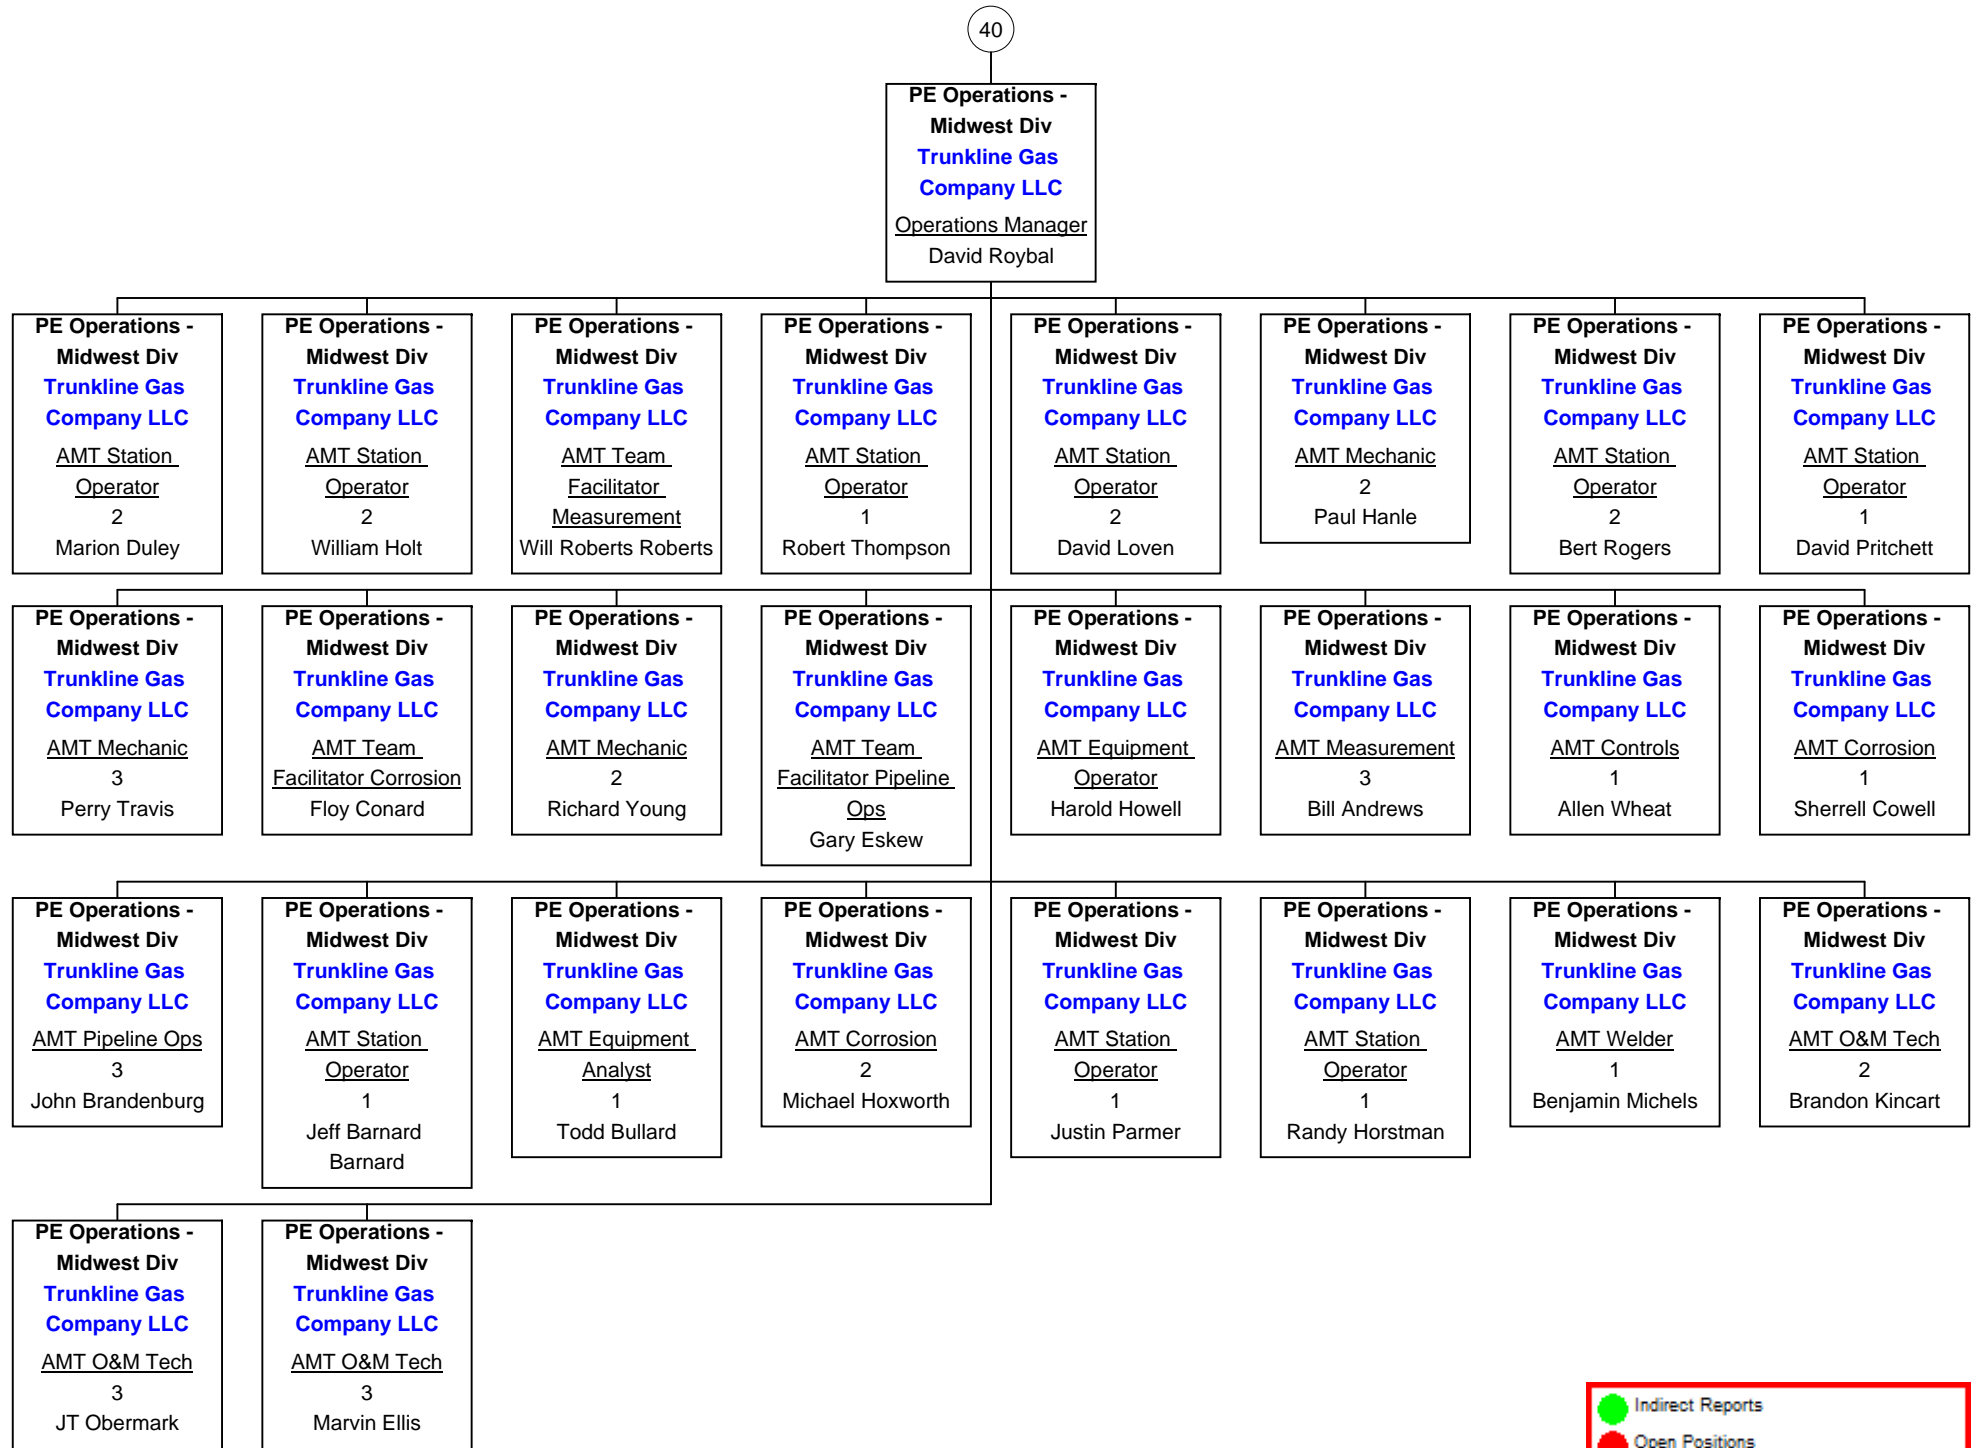 40
PE Operations -
Midwest Div
Trunkline Gas
Company LLC
Operations Manager
David Roybal
PE Operations -
Midwest Div
Trunkline Gas
Company LLC
AMT Station
Operator
2
Marion Duley
PE Operations -
Midwest Div
Trunkline Gas
Company LLC
AMT Station
Operator
2
William Holt
PE Operations -
Midwest Div
Trunkline Gas
Company LLC
AMT Team
Facilitator
Measurement
Will Roberts Roberts
PE Operations -
Midwest Div
Trunkline Gas
Company LLC
AMT Station
Operator
1
Robert Thompson
PE Operations -
Midwest Div
Trunkline Gas
Company LLC
AMT Station
Operator
2
David Loven
PE Operations -
Midwest Div
Trunkline Gas
Company LLC
AMT Mechanic
2
Paul Hanle
PE Operations -
Midwest Div
Trunkline Gas
Company LLC
AMT Station
Operator
2
Bert Rogers
PE Operations -
Midwest Div
Trunkline Gas
Company LLC
AMT Station
Operator
1
David Pritchett
PE Operations -
Midwest Div
Trunkline Gas
Company LLC
AMT Mechanic
3
Perry Travis
PE Operations -
Midwest Div
Trunkline Gas
Company LLC
AMT Team
Facilitator Corrosion
Floy Conard
PE Operations -
Midwest Div
Trunkline Gas
Company LLC
AMT Mechanic
2
Richard Young
PE Operations -
Midwest Div
Trunkline Gas
Company LLC
AMT Team
Facilitator Pipeline
Ops
Gary Eskew
PE Operations -
Midwest Div
Trunkline Gas
Company LLC
AMT Equipment
Operator
Harold Howell
PE Operations -
Midwest Div
Trunkline Gas
Company LLC
AMT Measurement
3
Bill Andrews
PE Operations -
Midwest Div
Trunkline Gas
Company LLC
AMT Controls
1
Allen Wheat
PE Operations -
Midwest Div
Trunkline Gas
Company LLC
AMT Corrosion
1
Sherrell Cowell
PE Operations -
Midwest Div
Trunkline Gas
Company LLC
AMT Pipeline Ops
3
John Brandenburg
PE Operations -
Midwest Div
Trunkline Gas
Company LLC
AMT Station
Operator
1
Jeff Barnard
Barnard
PE Operations -
Midwest Div
Trunkline Gas
Company LLC
AMT Equipment
Analyst
1
Todd Bullard
PE Operations -
Midwest Div
Trunkline Gas
Company LLC
AMT Corrosion
2
Michael Hoxworth
PE Operations -
Midwest Div
Trunkline Gas
Company LLC
AMT Station
Operator
1
Justin Parmer
PE Operations -
Midwest Div
Trunkline Gas
Company LLC
AMT Station
Operator
1
Randy Horstman
PE Operations -
Midwest Div
Trunkline Gas
Company LLC
AMT Welder
1
Benjamin Michels
PE Operations -
Midwest Div
Trunkline Gas
Company LLC
AMT O&M Tech
2
Brandon Kincart
PE Operations -
Midwest Div
Trunkline Gas
Company LLC
AMT O&M Tech
3
JT Obermark
PE Operations -
Midwest Div
Trunkline Gas
Company LLC
AMT O&M Tech
3
Marvin Ellis
Indirect Reports
Open Positions